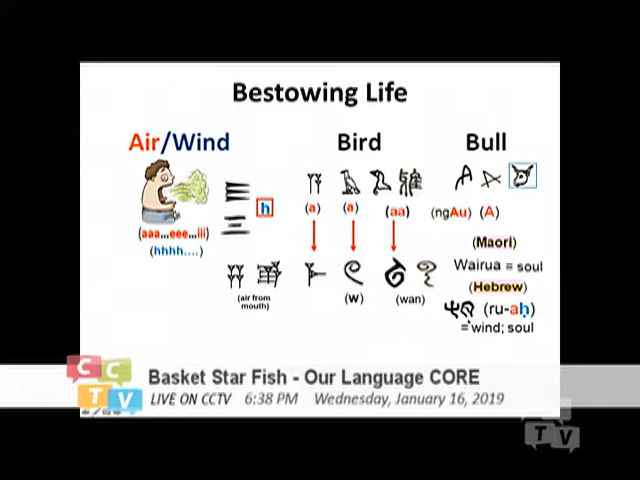 Bestowing Life
Air/Wind
Bird
Bull
h
(a)
(a)
(aa)
(ngAu) (A)
(aaa...eee...iii)
(hhhh....)
(Maori)
Wairua = soul
(Hebrew)
(ru-aḥ)
= wind; soul
(air from
mouth)
(w)
(wan)
Basket Star Fish - Our Language CORE
LIVE ON CCTV 6:38 PM Wednesday, January 16, 2019
C C
T V
T V